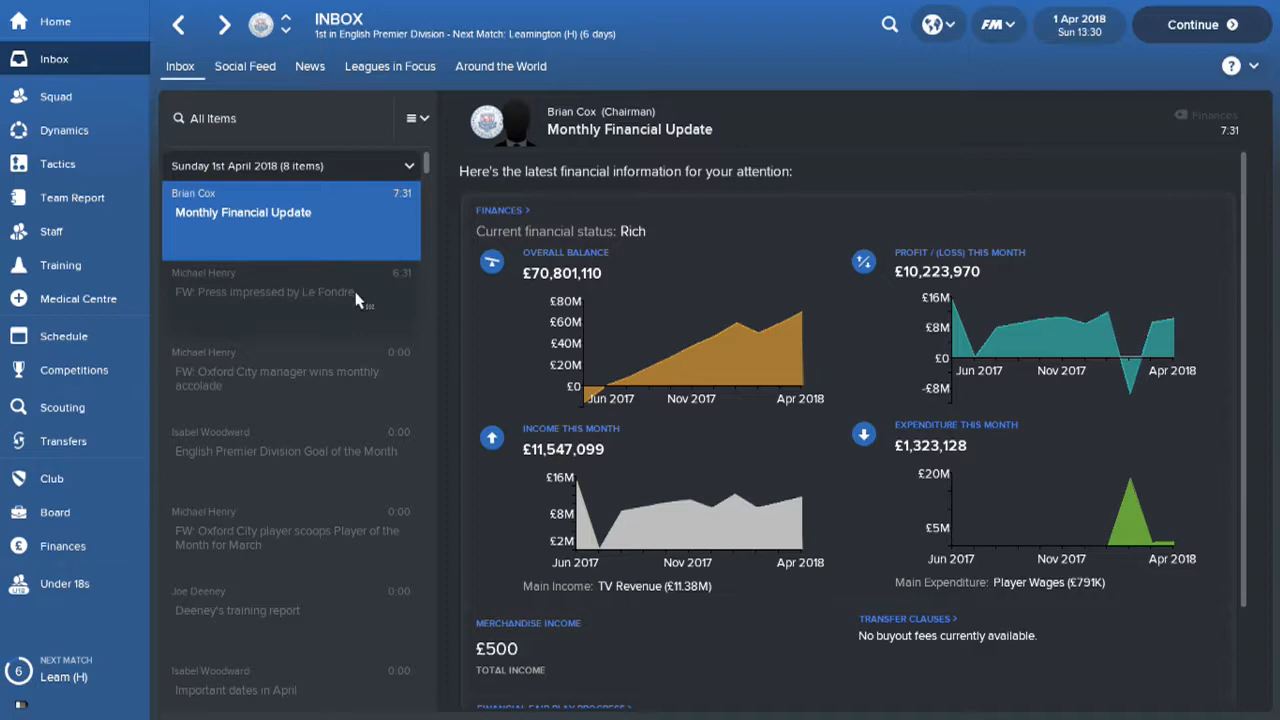 Home
Inbox
Squad
Dynamics
Tactics
Team Report
Staff
Training
Medical Centre
Schedule
Competitions
Scouting
Transfers
Club
Board
Finances
Under 18s
U18
6
NEXT MATCH
Leam (H)
INBOX
1st in English Premier Division - Next Match: Leamington (H) (6 days)
FM
1 Apr 2018
Sun 13:30
Continue
Inbox
Social Feed
News
Leagues in Focus
Around the World
?
All Items
Sunday 1st April 2018 (8 items)
Brian Cox 7:31
Monthly Financial Update
Michael Henry 6:31
FW: Press impressed by Le Fondre
Michael Henry 0:00
FW: Oxford City manager wins monthly
accolade
Isabel Woodward 0:00
English Premier Division Goal of the Month
Michael Henry 0:00
FW: Oxford City player scoops Player of the
Month for March
Joe Deeney 0:00
Deeney's training report
Isabel Woodward 0:00
Important dates in April
Brian Cox (Chairman)
Monthly Financial Update
Finances
7:31
Here's the latest financial information for your attention:
FINANCES >
Current financial status: Rich
OVERALL BALANCE
£70,801,110
£80M
£60M
£40M
£20M
£0
Jun 2017 Nov 2017 Apr 2018
PROFIT / (LOSS) THIS MONTH
£10,223,970
£16M
£8M
£0
-£8M
Jun 2017 Nov 2017 Apr 2018
INCOME THIS MONTH
£11,547,099
£16M
£8M
£2M
Jun 2017 Nov 2017 Apr 2018
Main Income: TV Revenue (£11.38M)
EXPENDITURE THIS MONTH
£1,323,128
£20M
£5M
Jun 2017 Nov 2017 Apr 2018
Main Expenditure: Player Wages (£791K)
MERCHANDISE INCOME
£500
TOTAL INCOME
TRANSFER CLAUSES >
No buyout fees currently available.
FINANCIAL FAIR PLAY PROGRESS >